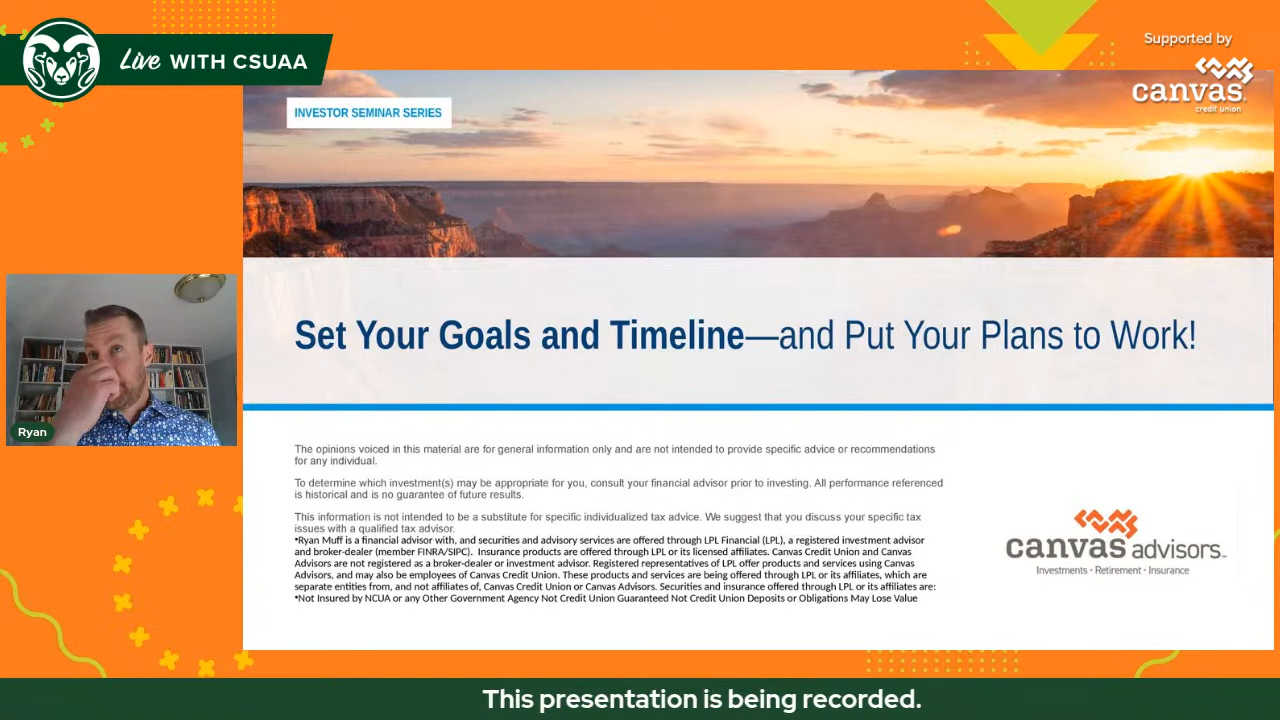 Live WITH CSUAA
Supported by
canvas
credit union
INVESTOR SEMINAR SERIES
Set Your Goals and Timeline—and Put Your Plans to Work!
Ryan
The opinions voiced in this material are for general information only and are not intended to provide specific advice or recommendations
for any individual.
To determine which investment(s) may be appropriate for you, consult your financial advisor prior to investing. All performance referenced
is historical and is no guarantee of future results.
This information is not intended to be a substitute for specific individualized tax advice. We suggest that you discuss your specific tax
issues with a qualified tax advisor.
•Ryan Muff is a financial advisor with, and securities and advisory services are offered through LPL Financial (LPL), a registered investment advisor
and broker-dealer (member FINRA/SIPC).  Insurance products are offered through LPL or its licensed affiliates. Canvas Credit Union and Canvas
Advisors are not registered as a broker-dealer or investment advisor. Registered representatives of LPL offer products and services using Canvas
Advisors, and may also be employees of Canvas Credit Union. These products and services are being offered through LPL or its affiliates, which are
separate entities from, and not affiliates of, Canvas Credit Union or Canvas Advisors. Securities and insurance offered through LPL or its affiliates are:
•Not Insured by NCUA or any Other Government Agency Not Credit Union Guaranteed Not Credit Union Deposits or Obligations May Lose Value
canvas advisors
Investments • Retirement • Insurance
This presentation is being recorded.